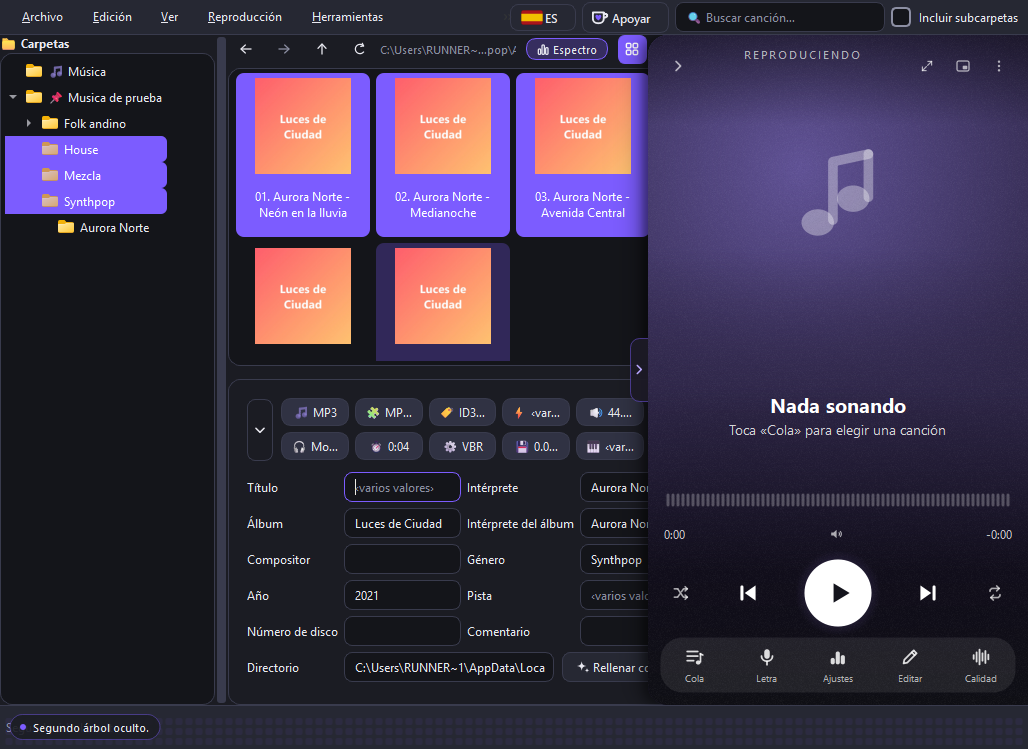 Archivo Edición Ver Reproducción Herramientas ES Apoyar Buscar canción... Incluir subcarpetas
Carpetas
Música
Musica de prueba
Folk andino
House
Mezcla
Synthpop
Aurora Norte
C:\Users\RUNNER~...pop\A Espectro
Luces de
Ciudad
01. Aurora Norte -
Neón en la lluvia
Luces de
Ciudad
02. Aurora Norte -
Medianoche
Luces de
Ciudad
03. Aurora Norte -
Avenida Central
Luces de
Ciudad
Luces de
Ciudad
MP3 MP... ID3... ‹var... 44....
Mo... 0:04 VBR 0.0... ‹var...
Título ‹varios valores› Intérprete Aurora Nor
Álbum Luces de Ciudad Intérprete del álbum Aurora Nor
Compositor Género Synthpop
Año 2021 Pista ‹varios valo
Número de disco Comentario
Directorio C:\Users\RUNNER~1\AppData\Loca Rellenar co
REPRODUCIENDO
Nada sonando
Toca «Cola» para elegir una canción
0:00 -0:00
Cola Letra Ajustes Editar Calidad
S Segundo árbol oculto.